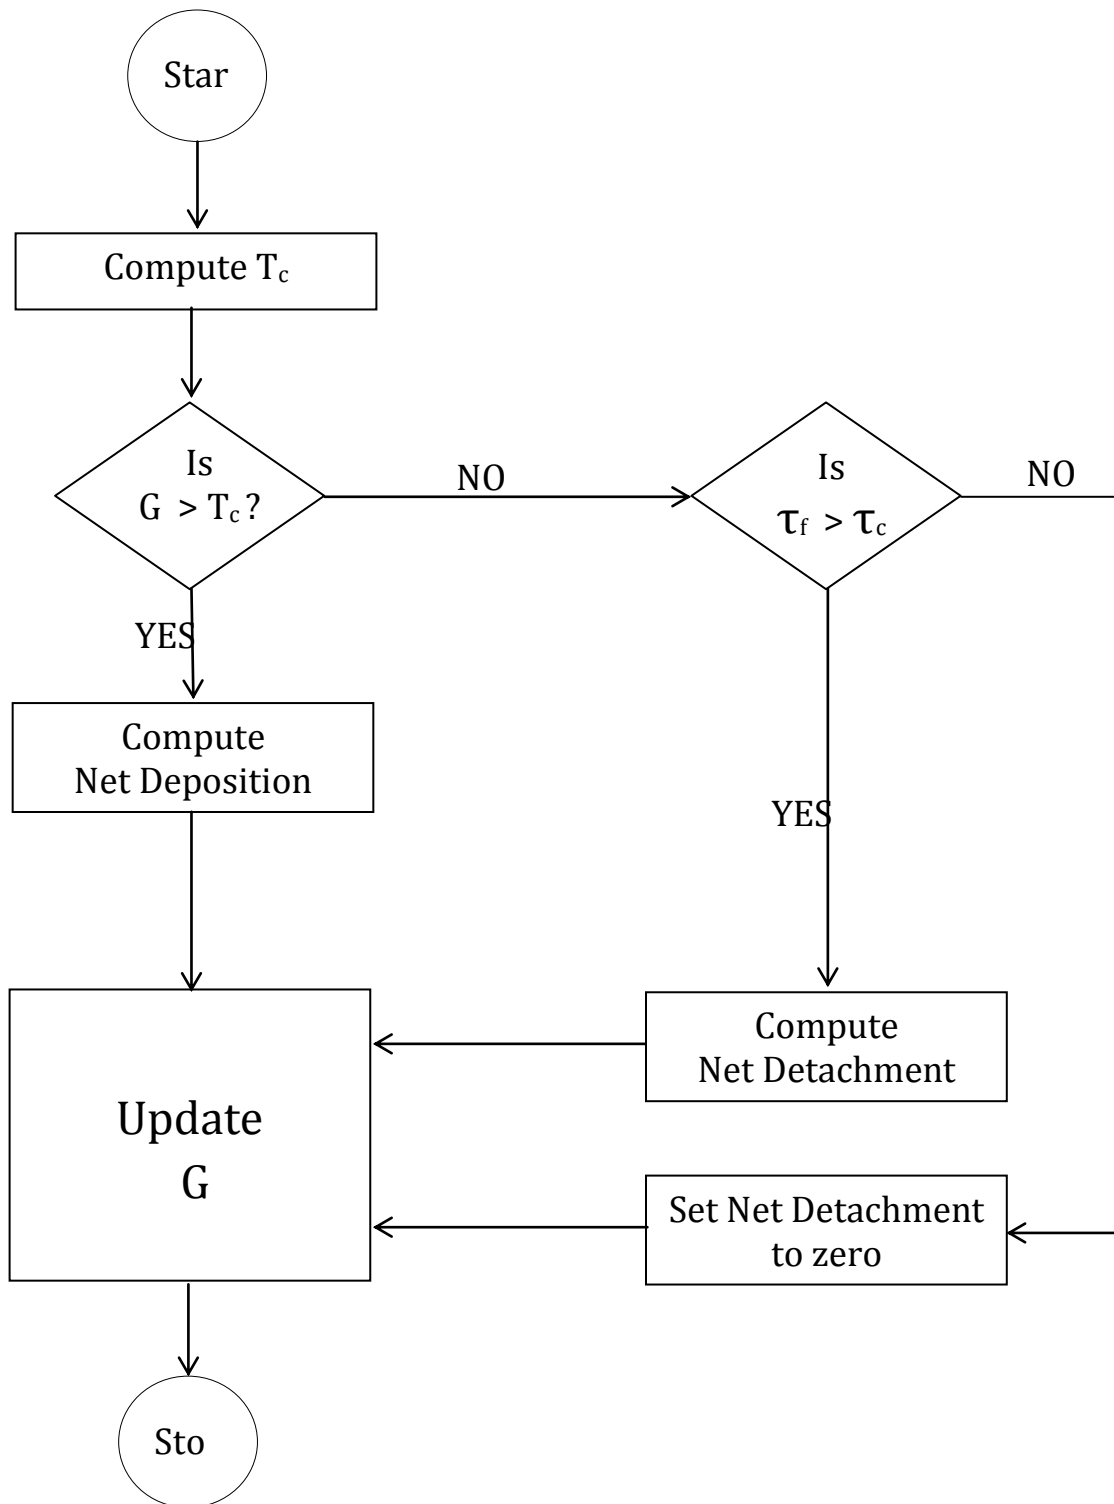 Star
Compute Tc
Is
G > Tc ?
NO
Is
τf > τc
NO
YES
Compute
Net Deposition
YES
Compute
Net Detachment
Update
G
Set Net Detachment
to zero
Sto